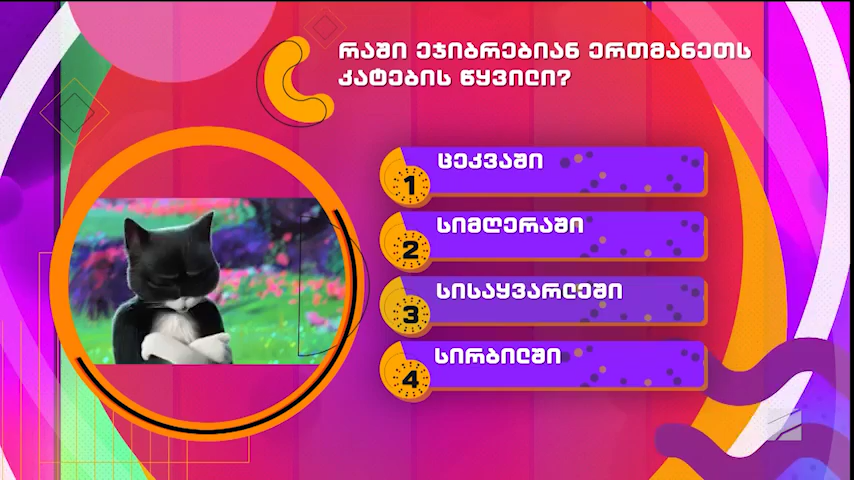 რაში ეჯიბრებიან ერთმანეთს
კატების წყვილი?
1 ცეკვაში
2 სიმღერაში
3 სისაყვარლეში
4 სირბილში